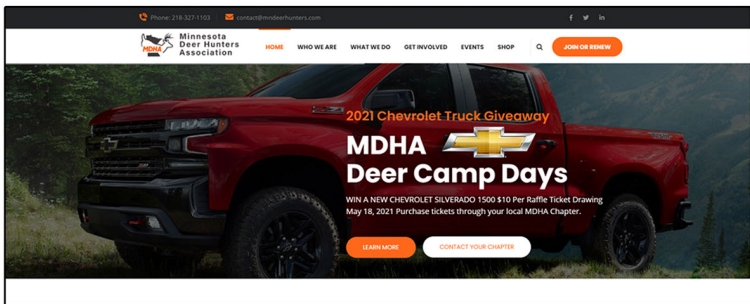 Phone: 218-327-1103 contact@mndeerhunters.com
MDHA
Minnesota
Deer Hunters
Association
HOME WHO WE ARE WHAT WE DO GET INVOLVED EVENTS SHOP JOIN OR RENEW
2021 Chevrolet Truck Giveaway
MDHA
Deer Camp Days
WIN A NEW CHEVROLET SILVERADO 1500 $10 Per Raffle Ticket Drawing
May 18, 2021 Purchase tickets through your local MDHA Chapter.
LEARN MORE CONTACT YOUR CHAPTER